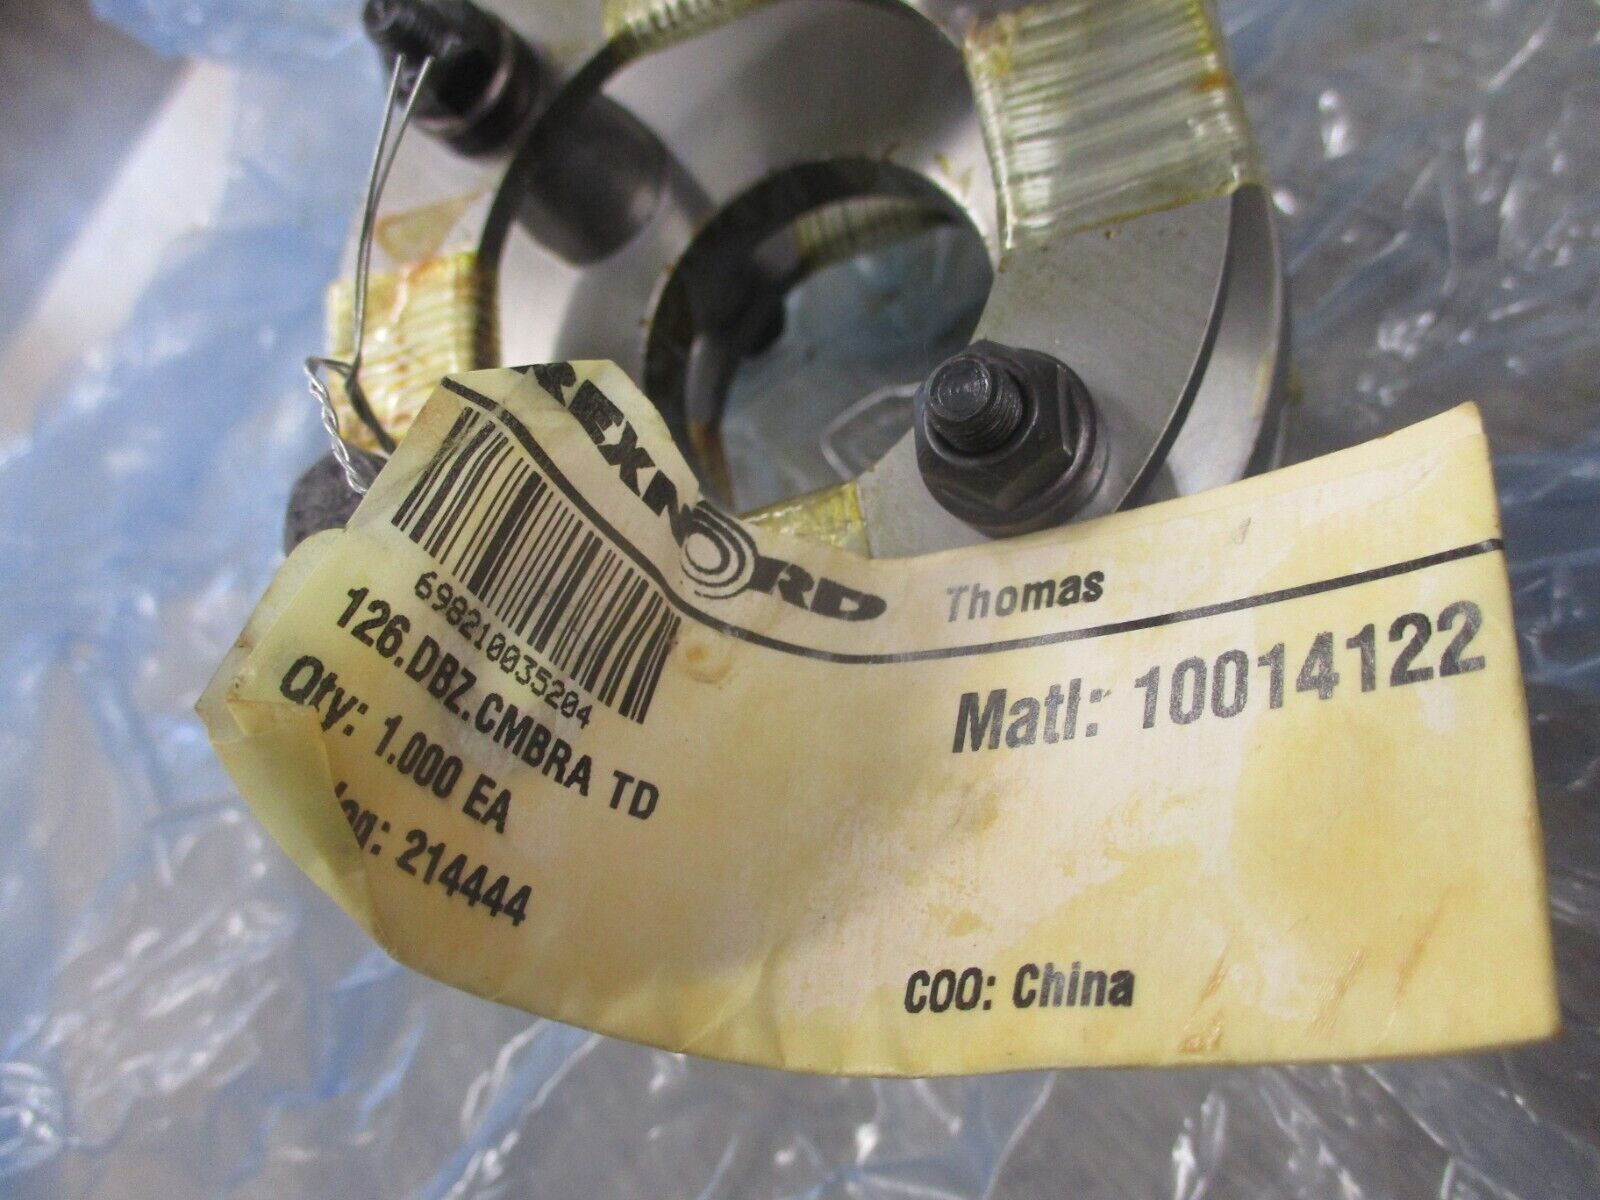 REXNORD
Thomas
698210035204
126.DBZ.CMBRA TD
Matl: 10014122
Qty: 1.000 EA
214444
COO: China